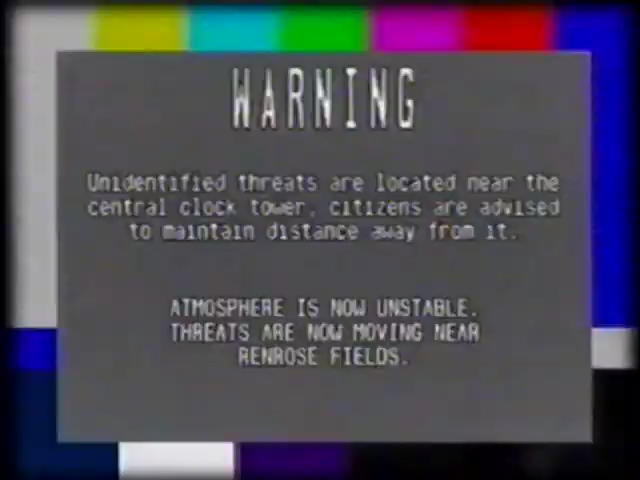 WARNING
Unidentified threats are located near the
central clock tower, citizens are advised
to maintain distance away from it.
ATMOSPHERE IS NOW UNSTABLE.
THREATS ARE NOW MOVING NEAR
RENROSE FIELDS.